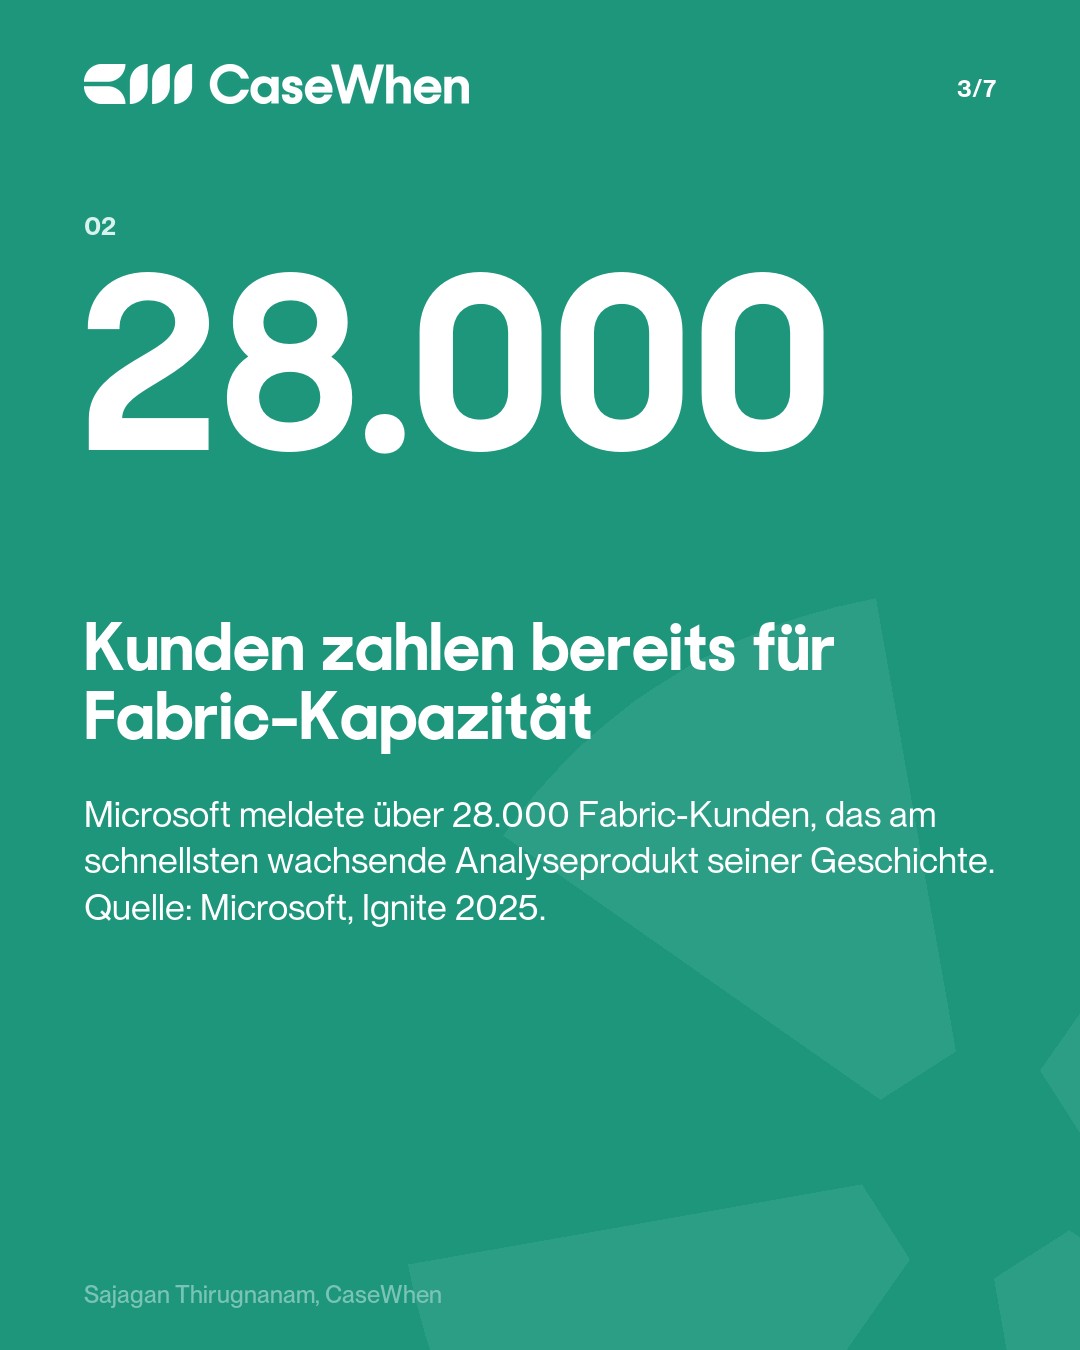 CaseWhen
3/7
02
28.000
Kunden zahlen bereits für
Fabric-Kapazität
Microsoft meldete über 28.000 Fabric-Kunden, das am
schnellsten wachsende Analyseprodukt seiner Geschichte.
Quelle: Microsoft, Ignite 2025.
Sajagan Thirugnanam, CaseWhen